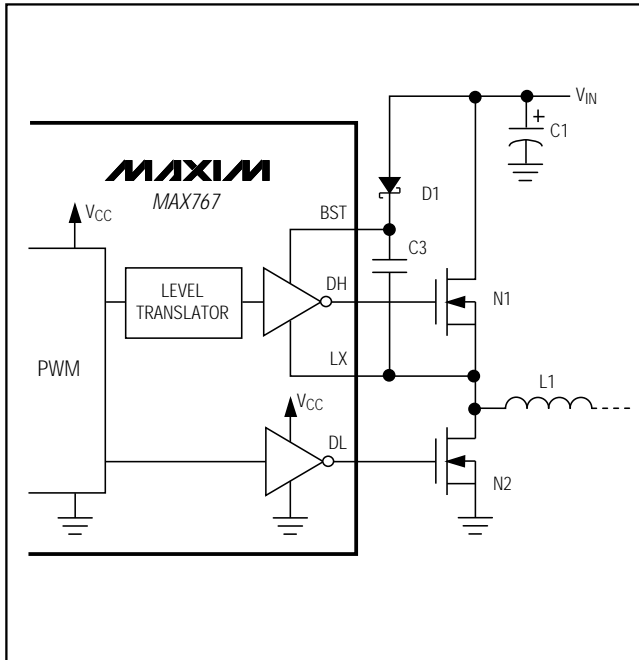 V_IN
+
C1
MAXIM
MAX767
D1
V_CC
BST
C3
LEVEL
TRANSLATOR
DH
N1
PWM
LX
L1
V_CC
DL
N2